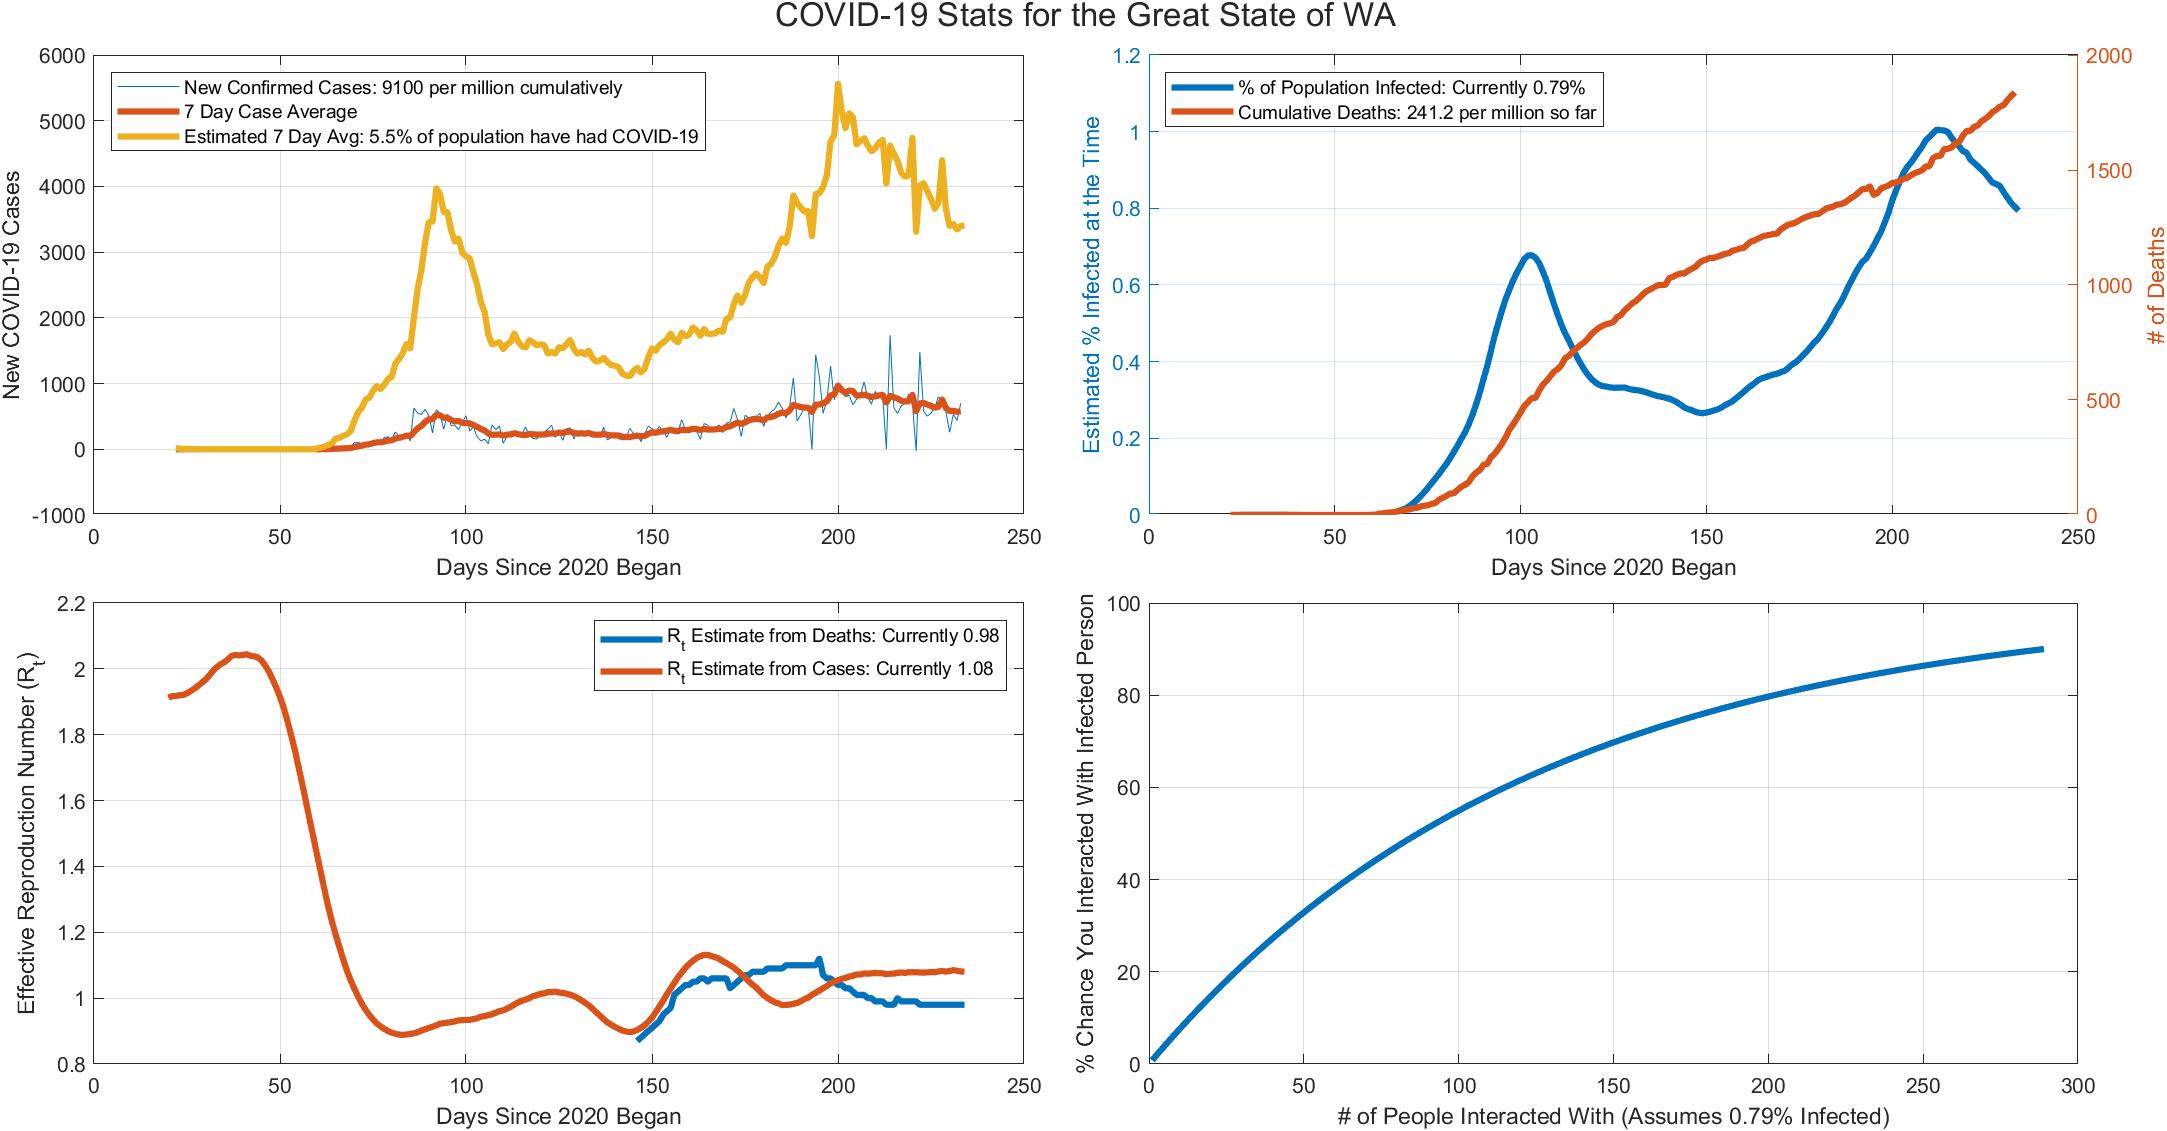 COVID-19 Stats for the Great State of WA
6000
5000
4000
3000
2000
1000
0
-1000
New COVID-19 Cases
New Confirmed Cases: 9100 per million cumulatively
7 Day Case Average
Estimated 7 Day Avg: 5.5% of population have had COVID-19
0 50 100 150 200 250
Days Since 2020 Began
1.2
1
0.8
0.6
0.4
0.2
0
Estimated % Infected at the Time
% of Population Infected: Currently 0.79%
Cumulative Deaths: 241.2 per million so far
2000
1500
1000
500
0
# of Deaths
0 50 100 150 200 250
Days Since 2020 Began
2.2
2
1.8
1.6
1.4
1.2
1
0.8
Effective Reproduction Number (Rt)
Rt Estimate from Deaths: Currently 0.98
Rt Estimate from Cases: Currently 1.08
0 50 100 150 200 250
Days Since 2020 Began
100
80
60
40
20
0
% Chance You Interacted With Infected Person
0 50 100 150 200 250 300
# of People Interacted With (Assumes 0.79% Infected)